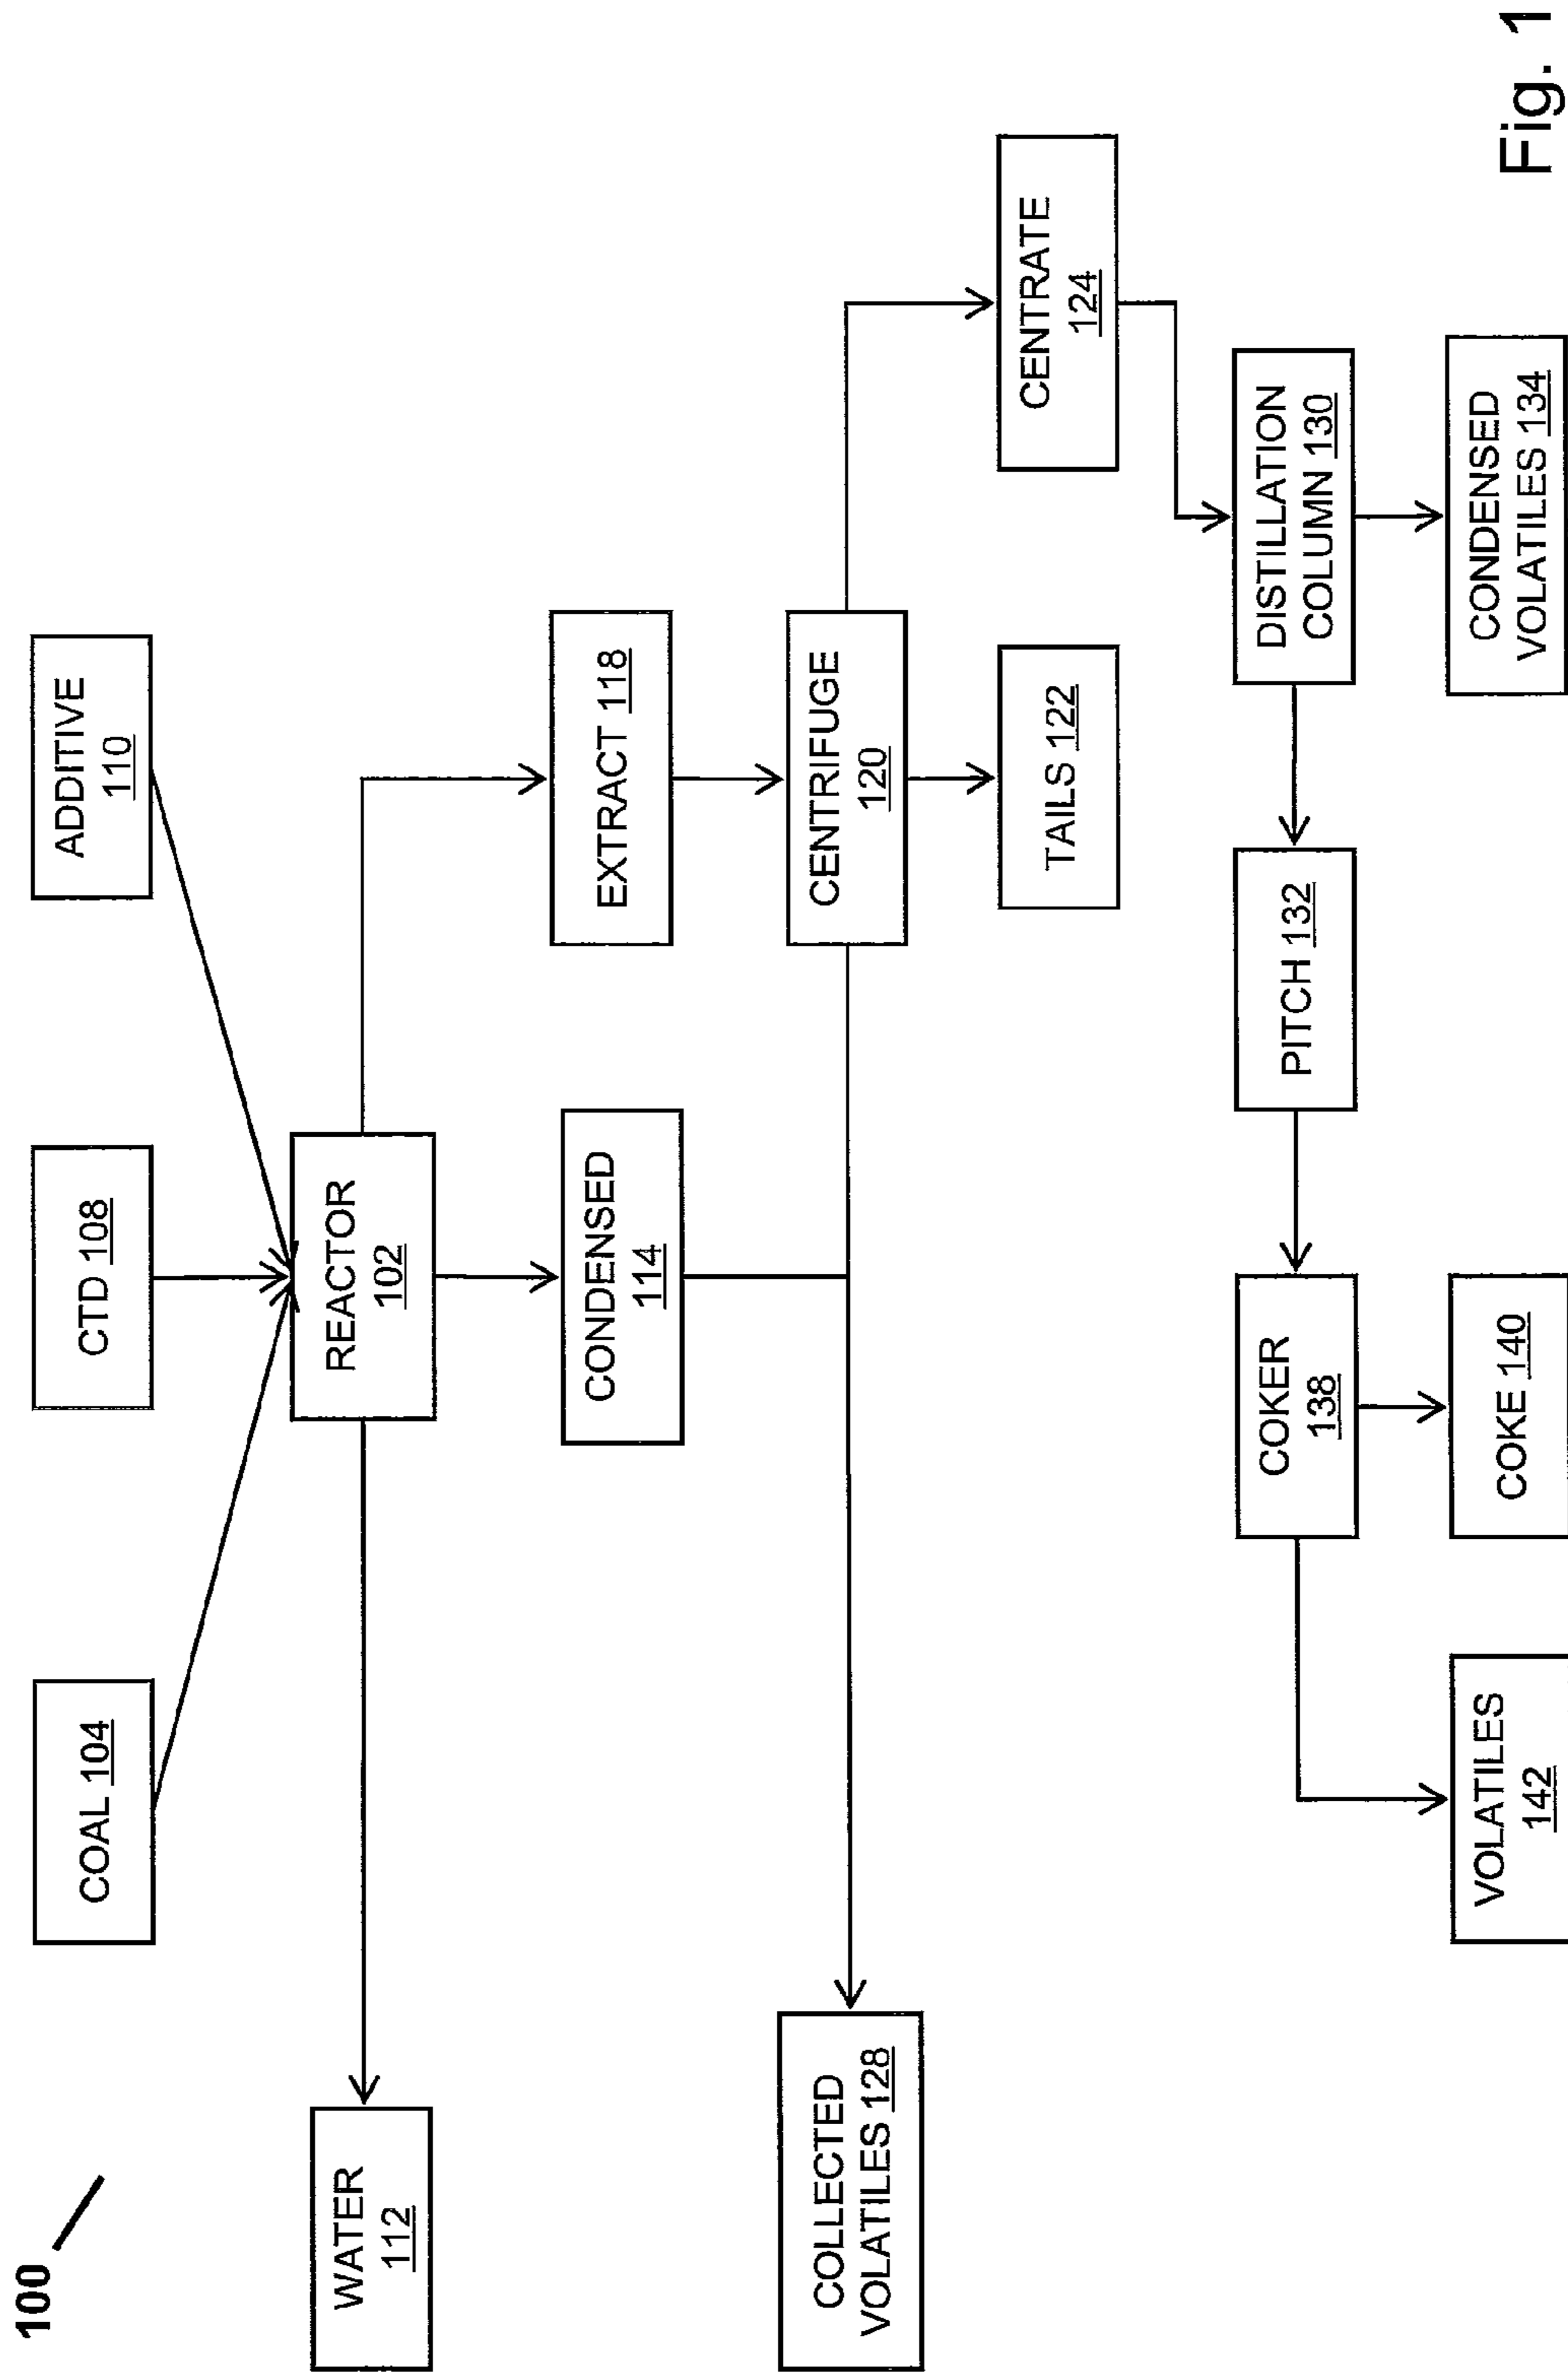 100
COAL 104
CTD 108
ADDITIVE
110
WATER
112
REACTOR
102
CONDENSED
114
EXTRACT 118
COLLECTED
VOLATILES 128
CENTRIFUGE
120
TAILS 122
CENTRATE
124
COKER
138
PITCH 132
DISTILLATION
COLUMN 130
VOLATILES
142
COKE 140
CONDENSED
VOLATILES 134
Fig. 1